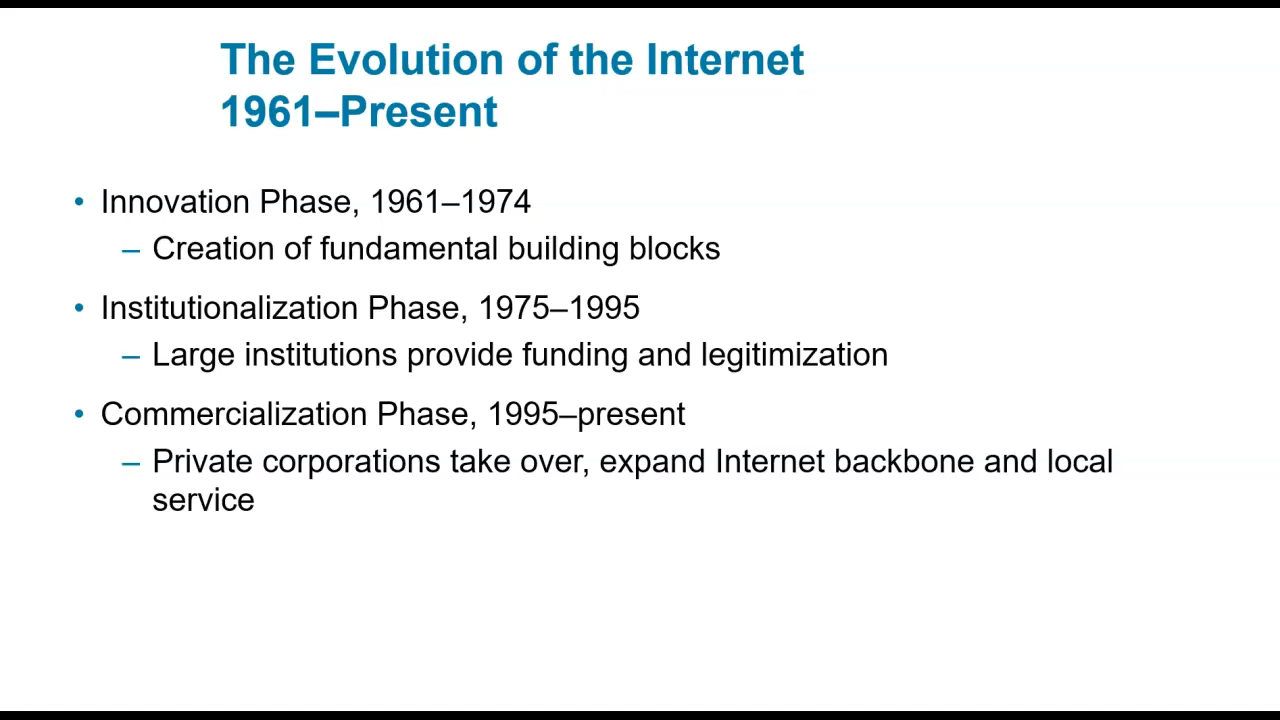 The Evolution of the Internet
1961–Present
• Innovation Phase, 1961–1974
– Creation of fundamental building blocks
• Institutionalization Phase, 1975–1995
– Large institutions provide funding and legitimization
• Commercialization Phase, 1995–present
– Private corporations take over, expand Internet backbone and local
service